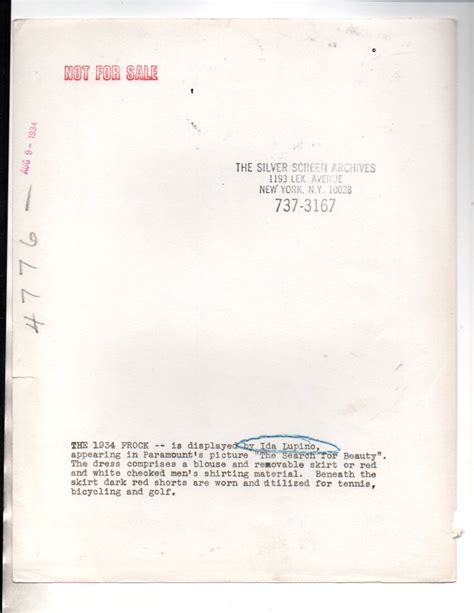 NOT FOR SALE
AUG 9 - 1934
THE SILVER SCREEN ARCHIVES
1193 LEX. AVENUE
NEW YORK, N.Y. 10028
737-3167
4776 —
THE 1934 FROCK -- is displayed by Ida Lupino,
appearing in Paramount's picture "The Search for Beauty".
The dress comprises a blouse and removable skirt or red
and white checked men's shirting material. Beneath the
skirt dark red shorts are worn and utilized for tennis,
bicycling and golf.